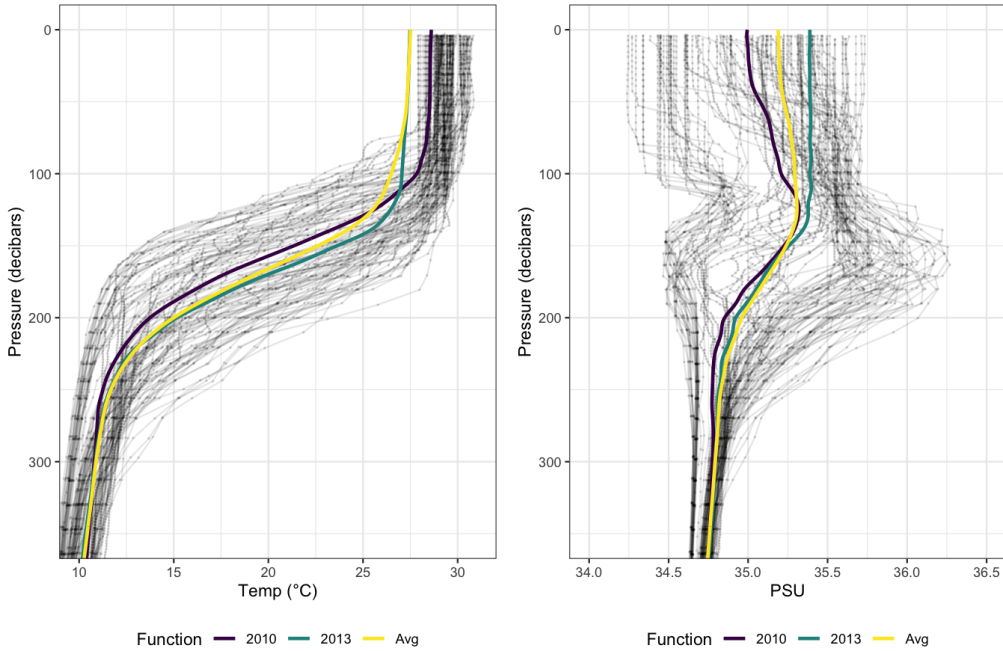 0
100
200
300
Pressure (decibars)
10 15 20 25 30
Temp (°C)
Function 2010 2013 Avg
0
100
200
300
Pressure (decibars)
34.0 34.5 35.0 35.5 36.0 36.5
PSU
Function 2010 2013 Avg